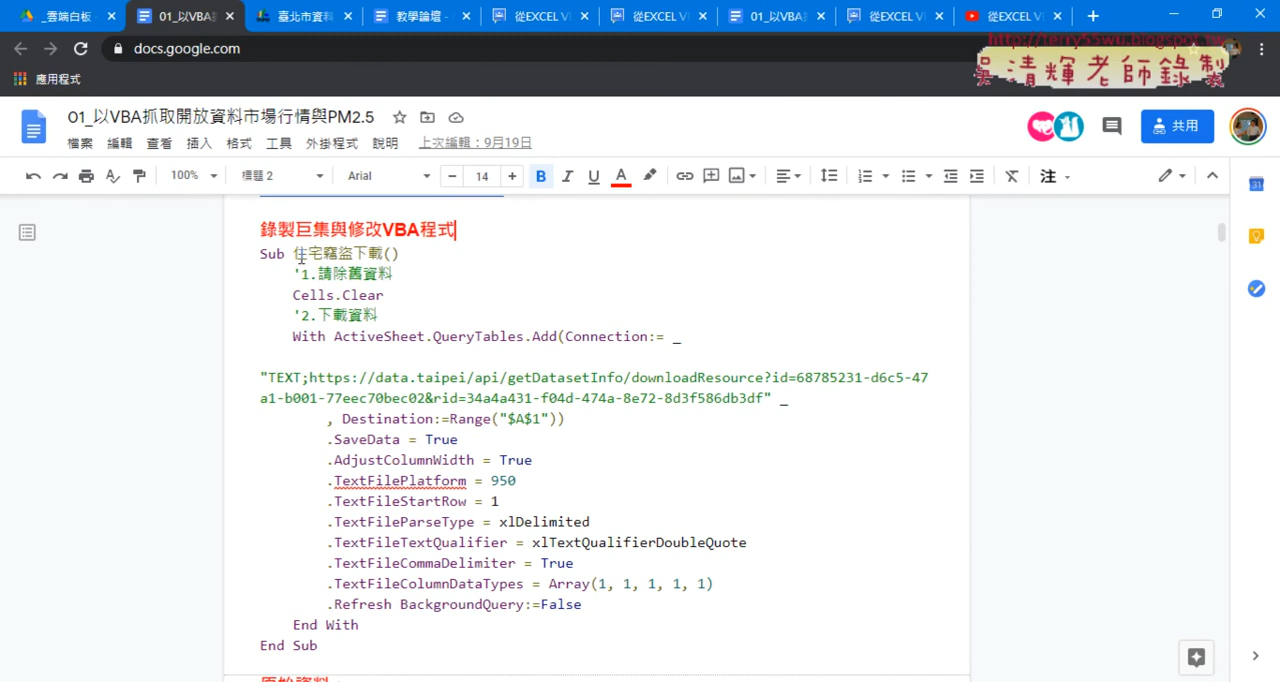 _雲端白板
01_以VBA
臺北市資料
教學論壇 -
從EXCEL VI
從EXCEL VI
01_以VBA
從EXCEL VI
從EXCEL VI
docs.google.com
http://terry55wu.blogspot.tw
吳清輝老師錄製
應用程式
01_以VBA抓取開放資料市場行情與PM2.5
共用
檔案 編輯 查看 插入 格式 工具 外掛程式 說明 上次編輯：9月19日
100% 標題 2 Arial 14 B I U A 注
31
錄製巨集與修改VBA程式
Sub 住宅竊盜下載()
'1.請除舊資料
Cells.Clear
'2.下載資料
With ActiveSheet.QueryTables.Add(Connection:= _
"TEXT;https://data.taipei/api/getDatasetInfo/downloadResource?id=68785231-d6c5-47
a1-b001-77eec70bec02&rid=34a4a431-f04d-474a-8e72-8d3f586db3df" _
, Destination:=Range("$A$1"))
.SaveData = True
.AdjustColumnWidth = True
.TextFilePlatform = 950
.TextFileStartRow = 1
.TextFileParseType = xlDelimited
.TextFileTextQualifier = xlTextQualifierDoubleQuote
.TextFileCommaDelimiter = True
.TextFileColumnDataTypes = Array(1, 1, 1, 1, 1)
.Refresh BackgroundQuery:=False
End With
End Sub
原始資料：